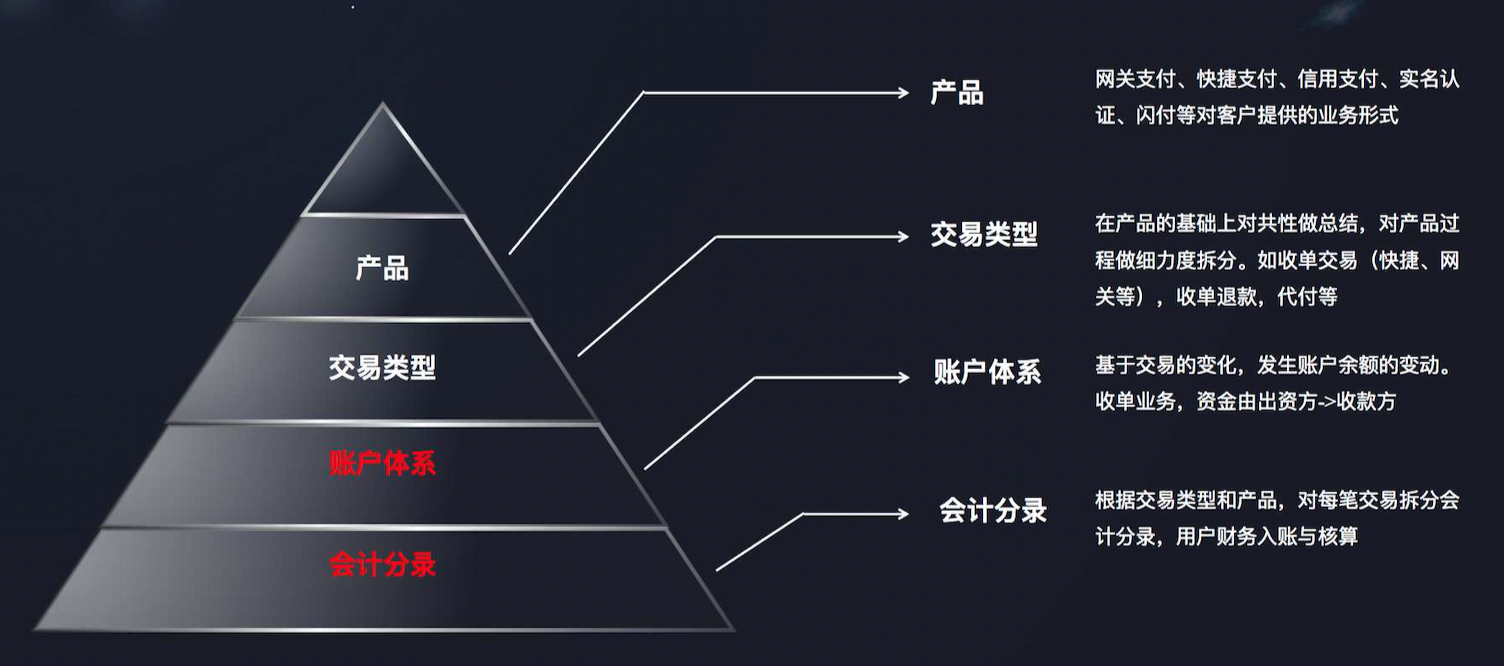 产品
网关支付、快捷支付、信用支付、实名认
证、闪付等对客户提供的业务形式
交易类型
在产品的基础上对共性做总结，对产品过
程做细力度拆分。如收单交易（快捷、网
关等），收单退款，代付等
产品
交易类型
账户体系
基于交易的变化，发生账户余额的变动。
收单业务，资金由出资方->收款方
账户体系
会计分录
根据交易类型和产品，对每笔交易拆分会
计分录，用户财务入账与核算
会计分录